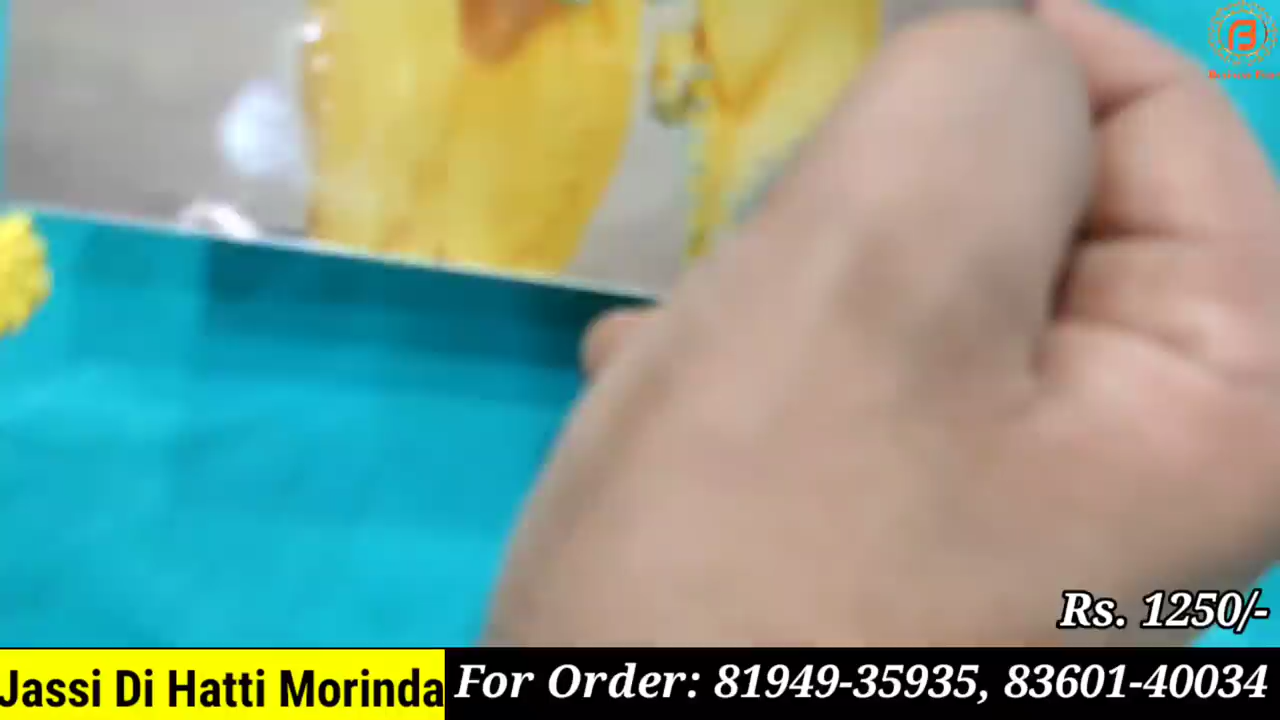 Rs. 1250/-
Jassi Di Hatti Morinda
For Order: 81949-35935, 83601-40034